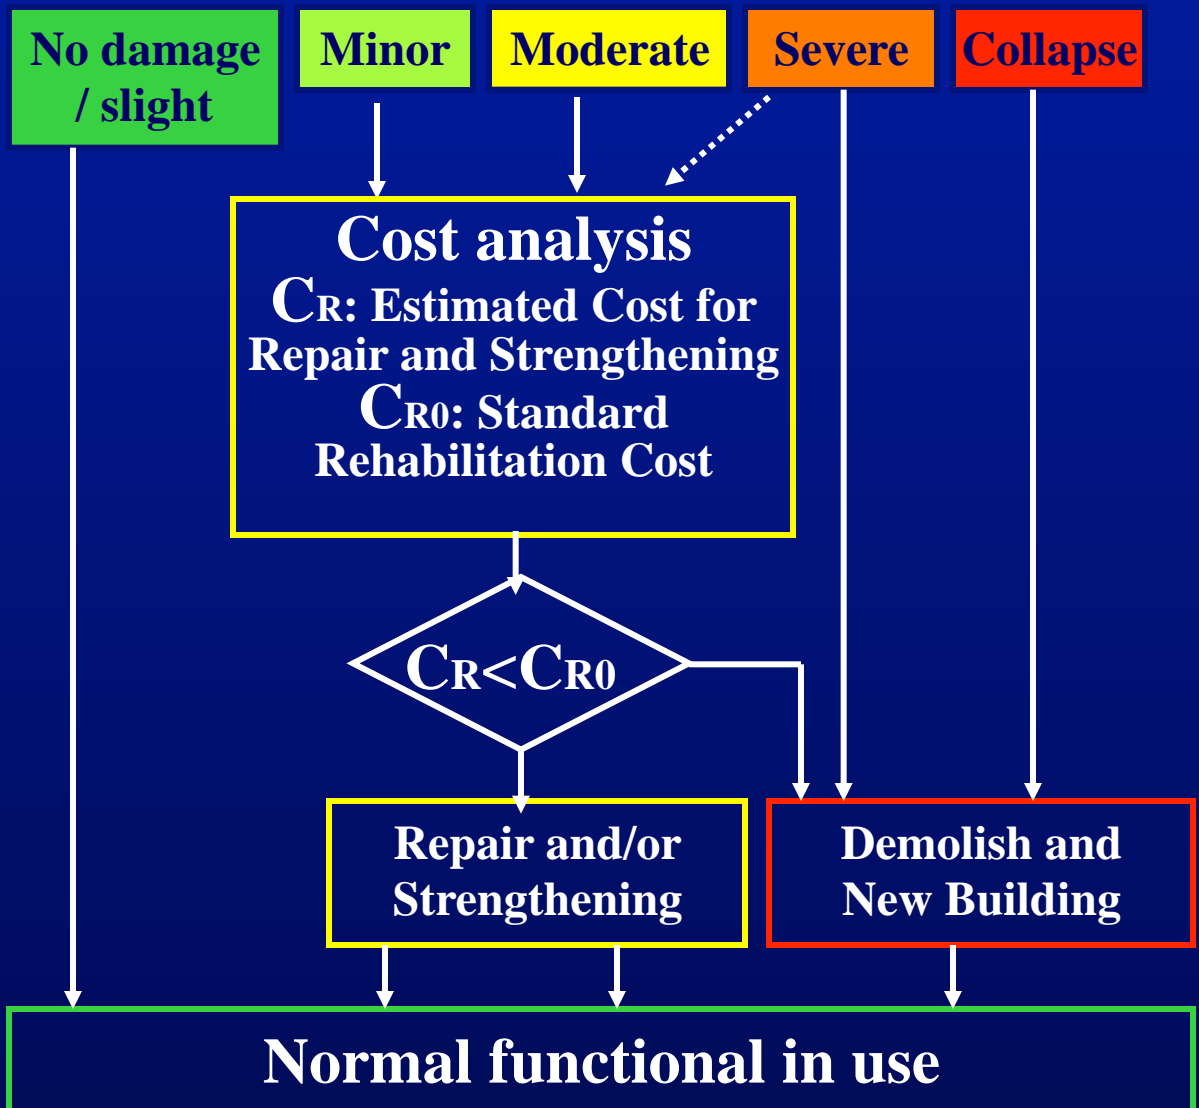 No damage
/ slight
Minor
Moderate
Severe
Collapse
Cost analysis
CR: Estimated Cost for
Repair and Strengthening
CR0: Standard
Rehabilitation Cost
CR<CR0
Repair and/or
Strengthening
Demolish and
New Building
Normal functional in use